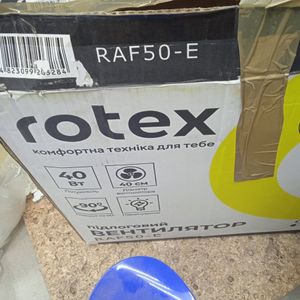 RAF50-E
rotex
комфортна техніка для тебе
40 Вт
40 см
90°
ПІДЛОГОВИЙ
ВЕНТИЛЯТОР
RAF50-E